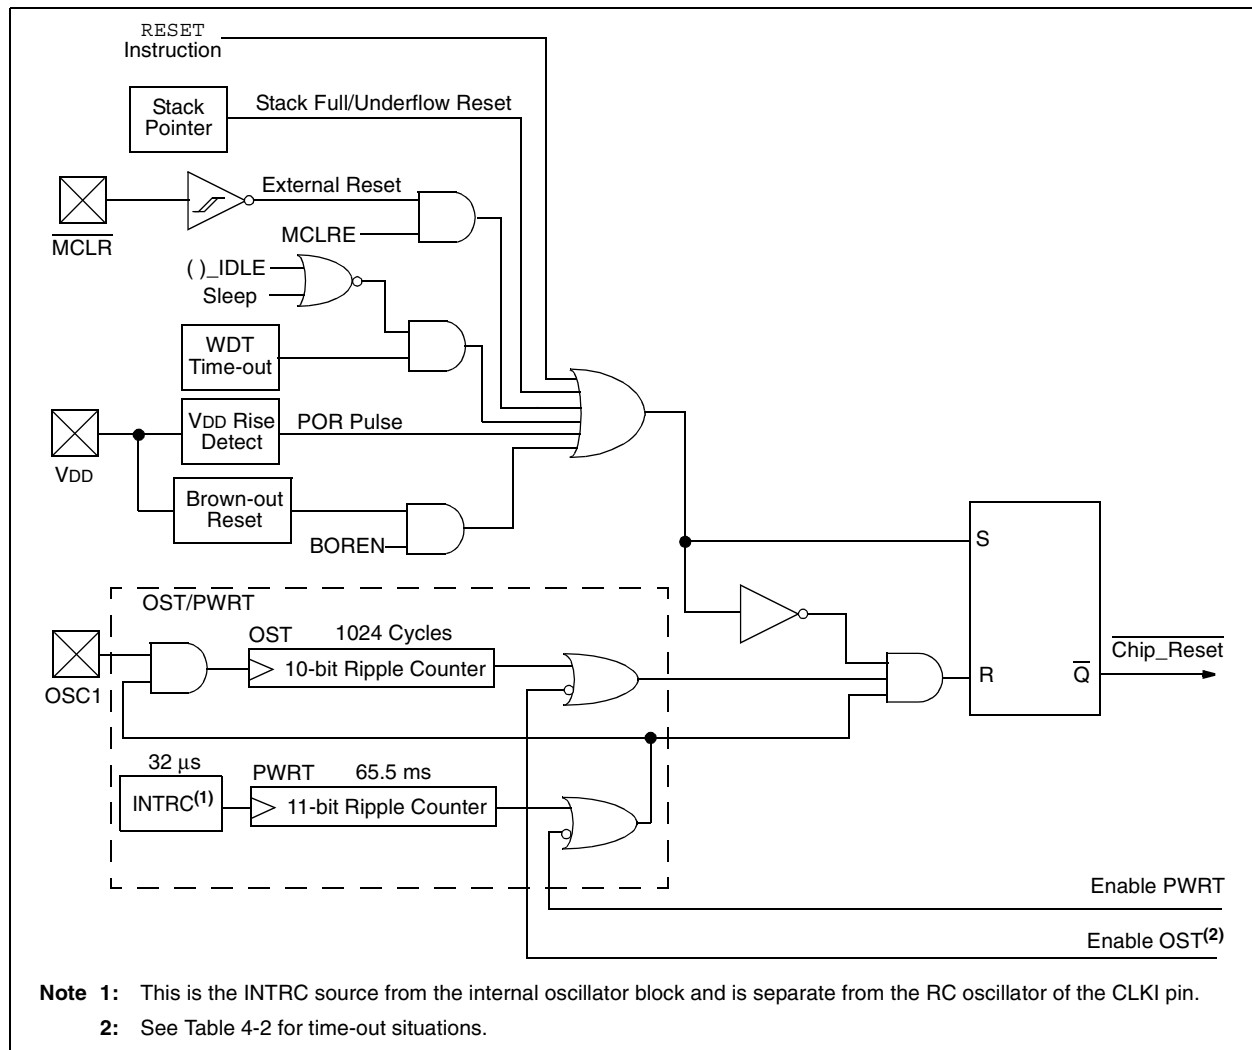 RESET
Instruction
Stack
Pointer
Stack Full/Underflow Reset
External Reset
MCLR
MCLRE
( )_IDLE
Sleep
WDT
Time-out
VDD Rise
Detect
POR Pulse
VDD
Brown-out
Reset
BOREN
S
OST/PWRT
OST 1024 Cycles
10-bit Ripple Counter
OSC1
R
Q
Chip_Reset
32 µs
INTRC(1)
PWRT 65.5 ms
11-bit Ripple Counter
Enable PWRT
Enable OST(2)
Note 1: This is the INTRC source from the internal oscillator block and is separate from the RC oscillator of the CLKI pin.
2: See Table 4-2 for time-out situations.